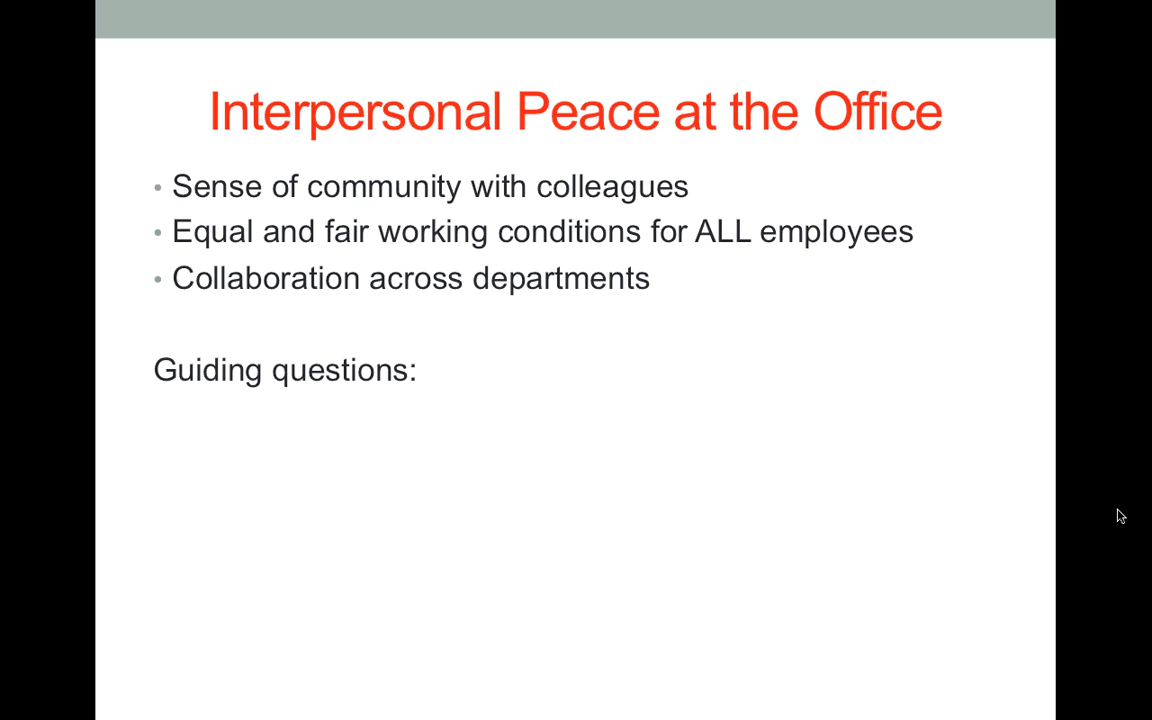 Interpersonal Peace at the Office
• Sense of community with colleagues
• Equal and fair working conditions for ALL employees
• Collaboration across departments
Guiding questions: